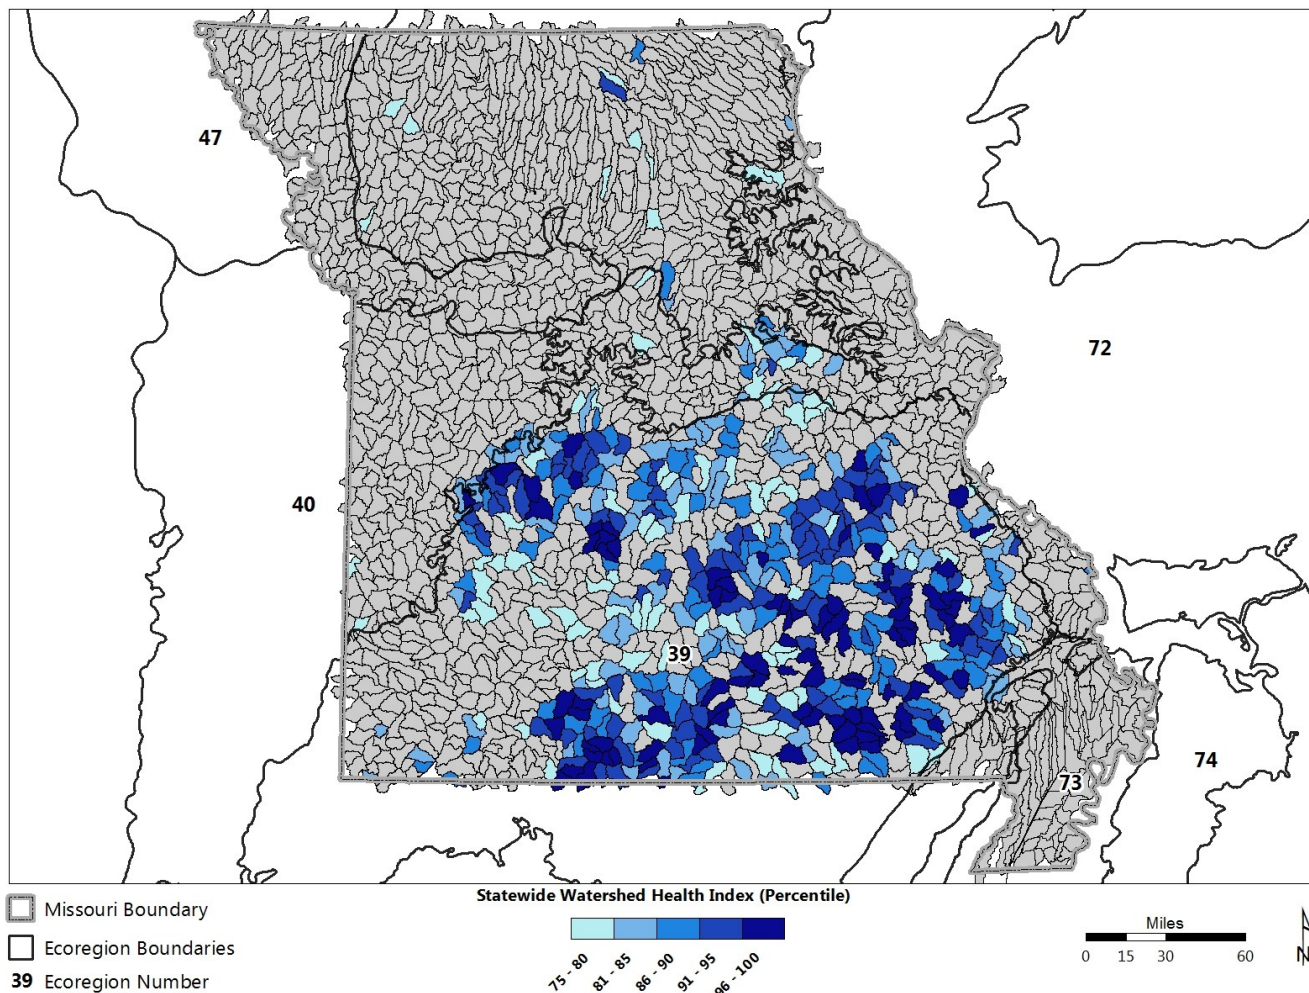 47
72
40
39
74
73
Statewide Watershed Health Index (Percentile)
75 - 80
81 - 85
86 - 90
91 - 95
96 - 100
Missouri Boundary
Ecoregion Boundaries
39 Ecoregion Number
Miles
0 15 30 60
N